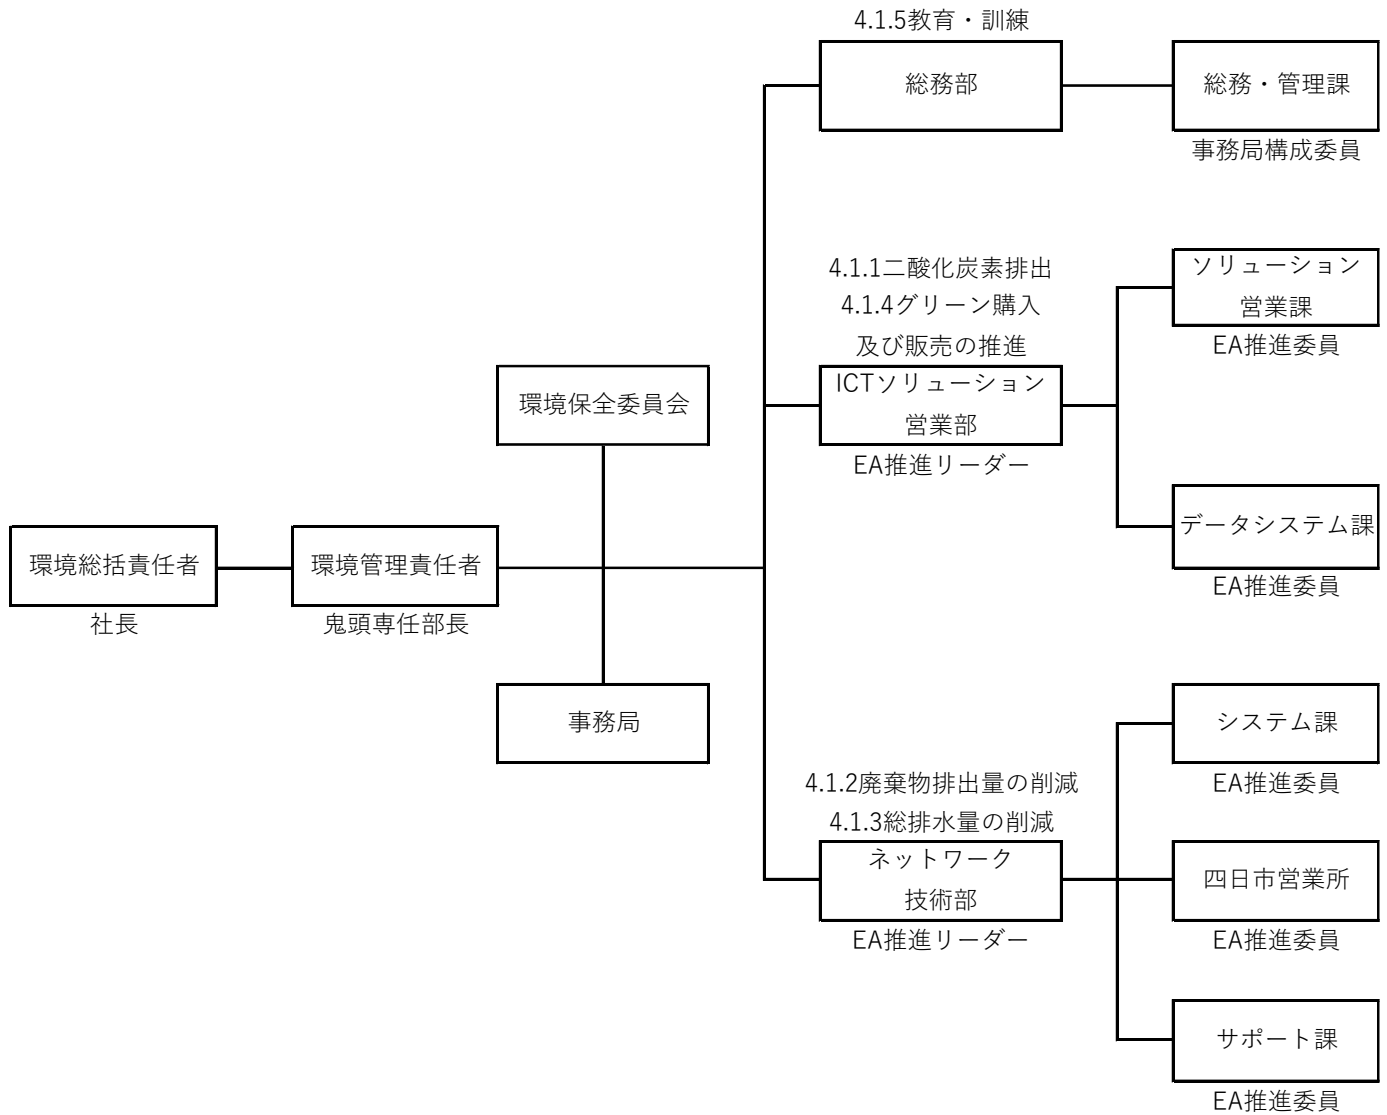 4.1.5教育・訓練
総務部
総務・管理課
事務局構成委員
4.1.1二酸化炭素排出
4.1.4グリーン購入
及び販売の推進
ICTソリューション
営業部
EA推進リーダー
ソリューション
営業課
EA推進委員
データシステム課
EA推進委員
環境保全委員会
環境総括責任者
社長
環境管理責任者
鬼頭専任部長
事務局
4.1.2廃棄物排出量の削減
4.1.3総排水量の削減
ネットワーク
技術部
EA推進リーダー
システム課
EA推進委員
四日市営業所
EA推進委員
サポート課
EA推進委員